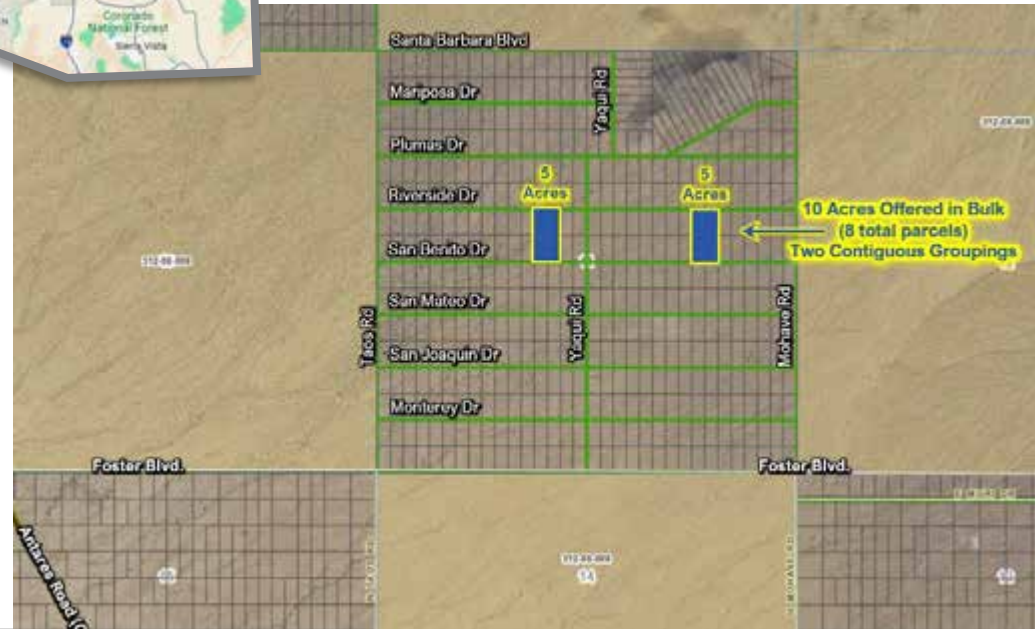 Coronado
National Forest
Sierra Vista
Santa Barbara Blvd
Mariposa Dr
Yaqui Rd
Plumas Dr
5
Acres
5
Acres
Riverside Dr
10 Acres Offered in Bulk
(8 total parcels)
Two Contiguous Groupings
San Benito Dr
San Mateo Dr
Taos Rd
Yaqui Rd
Mohave Rd
San Joaquin Dr
Monterey Dr
Foster Blvd.
Foster Blvd.
Antares Road
14